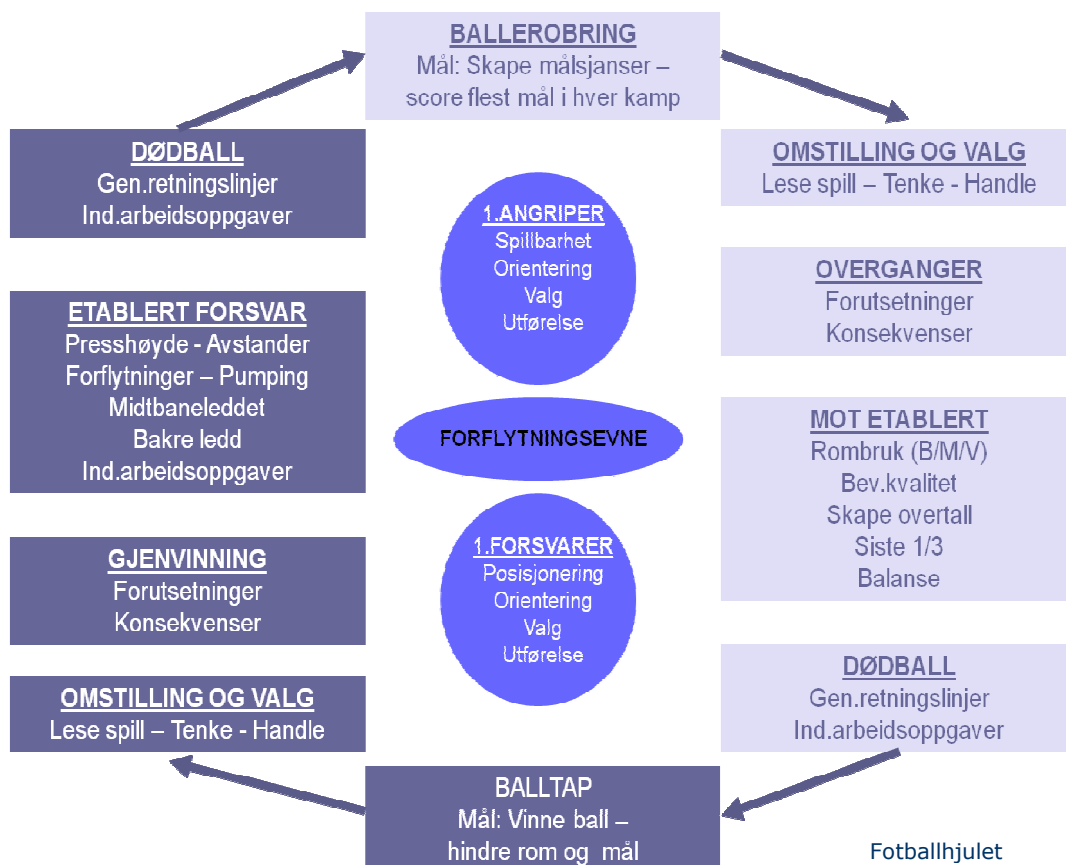 BALLEROBRING
Mål: Skape målsjanser –
score flest mål i hver kamp
OMSTILLING OG VALG
Lese spill – Tenke - Handle
OVERGANGER
Forutsetninger
Konsekvenser
MOT ETABLERT
Rombruk (B/M/V)
Bev.kvalitet
Skape overtall
Siste 1/3
Balanse
DØDBALL
Gen.retningslinjer
Ind.arbeidsoppgaver
BALLTAP
Mål: Vinne ball –
hindre rom og mål
OMSTILLING OG VALG
Lese spill – Tenke - Handle
GJENVINNING
Forutsetninger
Konsekvenser
ETABLERT FORSVAR
Presshøyde - Avstander
Forflytninger – Pumping
Midtbaneleddet
Bakre ledd
Ind.arbeidsoppgaver
DØDBALL
Gen.retningslinjer
Ind.arbeidsoppgaver
1.ANGRIPER
Spillbarhet
Orientering
Valg
Utførelse
FORFLYTNINGSEVNE
1.FORSVARER
Posisjonering
Orientering
Valg
Utførelse
Fotballhjulet